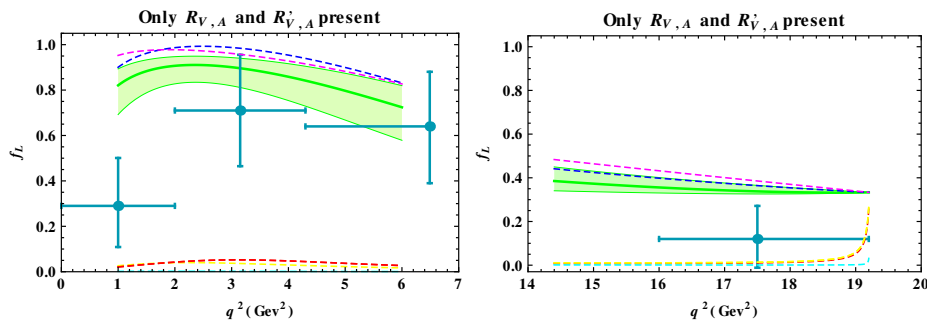 Only R_{V,A} and R'_{V,A} present
f_L
1.0
0.8
0.6
0.4
0.2
0.0
0 1 2 3 4 5 6 7
q^2 (Gev^2)
Only R_{V,A} and R'_{V,A} present
f_L
1.0
0.8
0.6
0.4
0.2
0.0
14 15 16 17 18 19 20
q^2 (Gev^2)